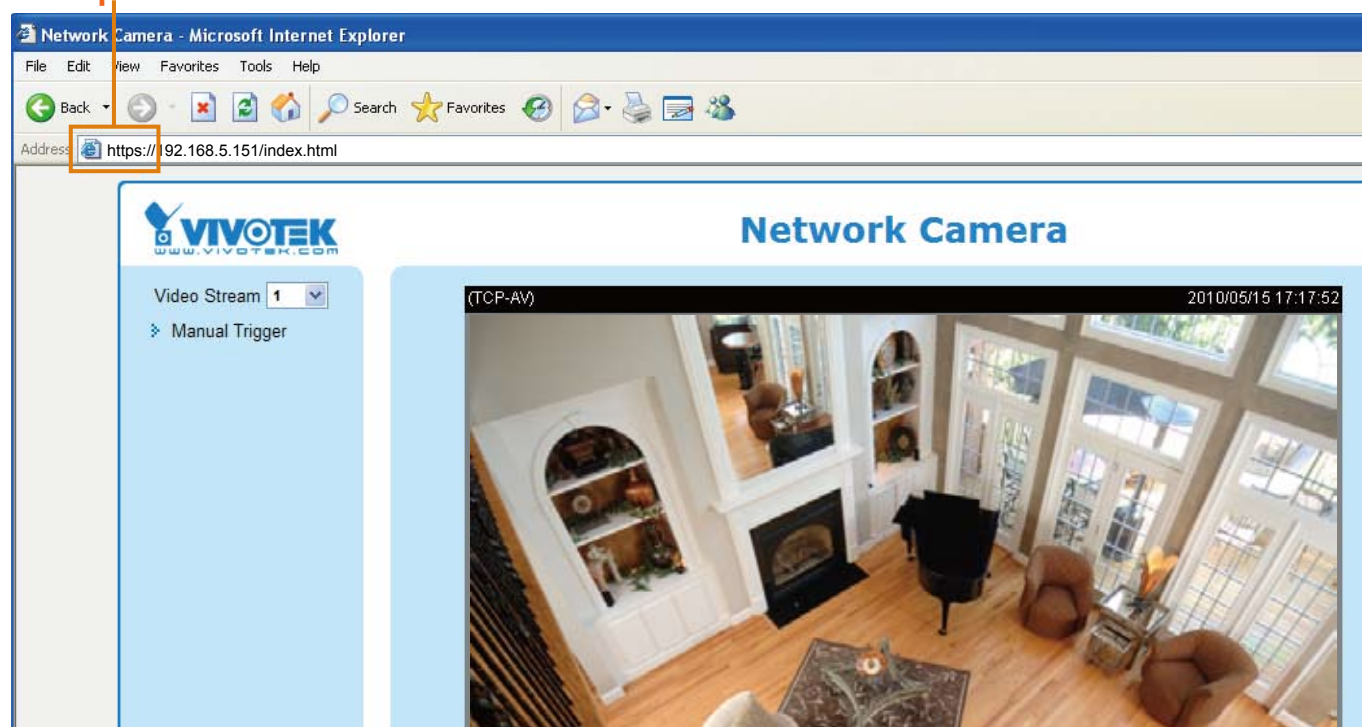 Network Camera - Microsoft Internet Explorer
File Edit View Favorites Tools Help
Back Search Favorites
Address https://192.168.5.151/index.html
VIVOTEK
www.vivotek.com
Network Camera
Video Stream 1
Manual Trigger
(TCP-AV) 2010/05/15 17:17:52